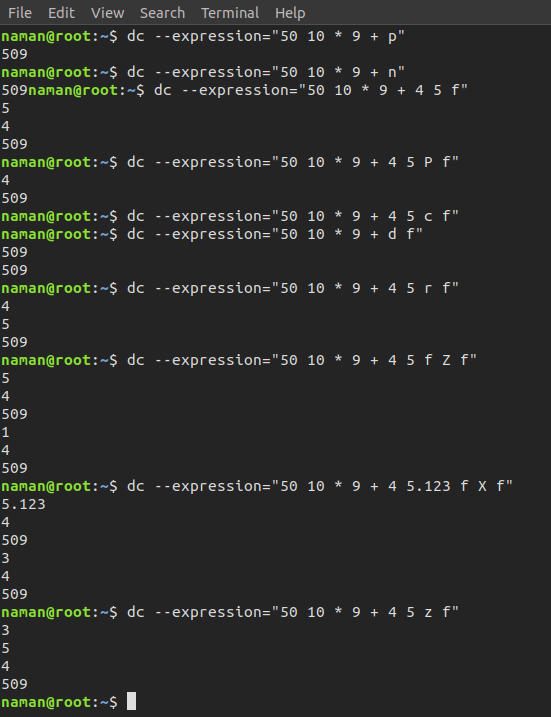 File Edit View Search Terminal Help
naman@root:~$ dc --expression="50 10 * 9 + p"
509
naman@root:~$ dc --expression="50 10 * 9 + n"
509naman@root:~$ dc --expression="50 10 * 9 + 4 5 f"
5
4
509
naman@root:~$ dc --expression="50 10 * 9 + 4 5 P f"
4
509
naman@root:~$ dc --expression="50 10 * 9 + 4 5 c f"
naman@root:~$ dc --expression="50 10 * 9 + d f"
509
509
naman@root:~$ dc --expression="50 10 * 9 + 4 5 r f"
4
5
509
naman@root:~$ dc --expression="50 10 * 9 + 4 5 f Z f"
5
4
509
1
4
509
naman@root:~$ dc --expression="50 10 * 9 + 4 5.123 f X f"
5.123
4
509
3
4
509
naman@root:~$ dc --expression="50 10 * 9 + 4 5 z f"
3
5
4
509
naman@root:~$